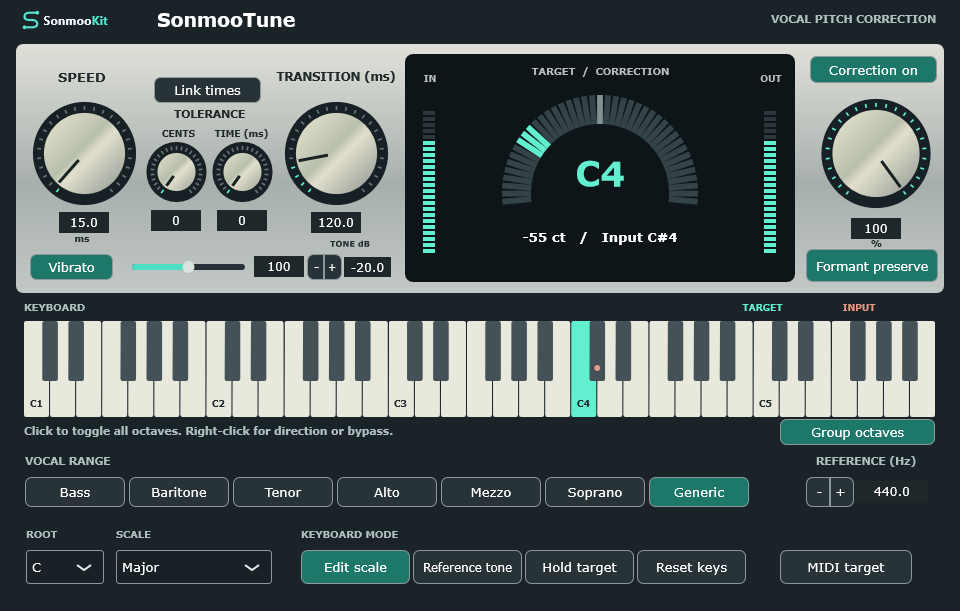 SonmooKit
SonmooTune
VOCAL PITCH CORRECTION
SPEED
Link times
TRANSITION (ms)
TOLERANCE
CENTS
TIME (ms)
15.0
ms
0
0
120.0
TONE dB
Vibrato
100
-
+
-20.0
IN
TARGET / CORRECTION
OUT
C4
-55 ct / Input C#4
Correction on
100
%
Formant preserve
KEYBOARD
TARGET
INPUT
C1
C2
C3
C4
C5
Click to toggle all octaves. Right-click for direction or bypass.
Group octaves
VOCAL RANGE
REFERENCE (Hz)
Bass
Baritone
Tenor
Alto
Mezzo
Soprano
Generic
-
+
440.0
ROOT
SCALE
KEYBOARD MODE
C
Major
Edit scale
Reference tone
Hold target
Reset keys
MIDI target